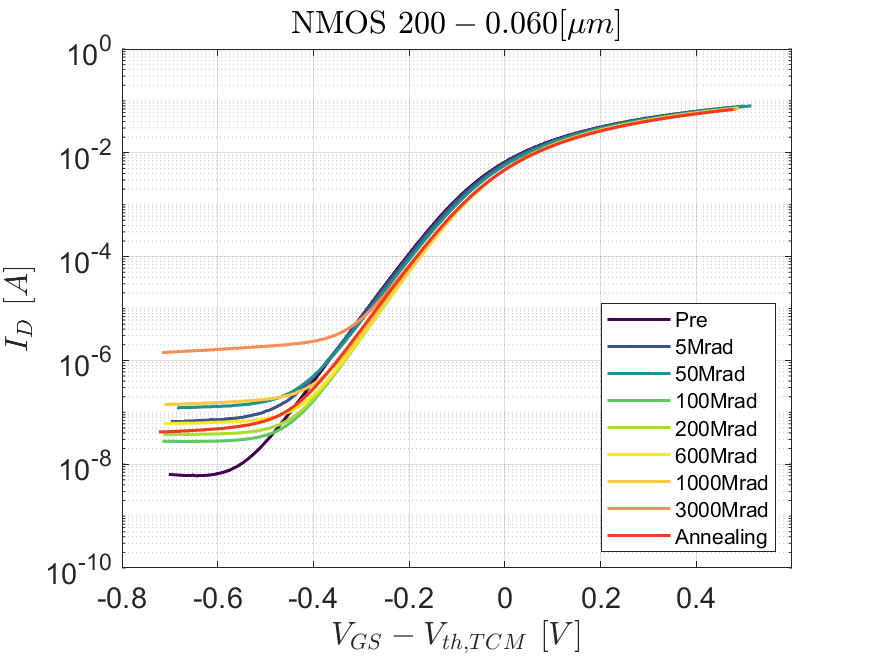 NMOS 200 − 0.060[μm]
10^0
10^-2
10^-4
10^-6
10^-8
10^-10
I_D [A]
Pre
5Mrad
50Mrad
100Mrad
200Mrad
600Mrad
1000Mrad
3000Mrad
Annealing
-0.8 -0.6 -0.4 -0.2 0 0.2 0.4
V_GS − V_th,TCM [V]